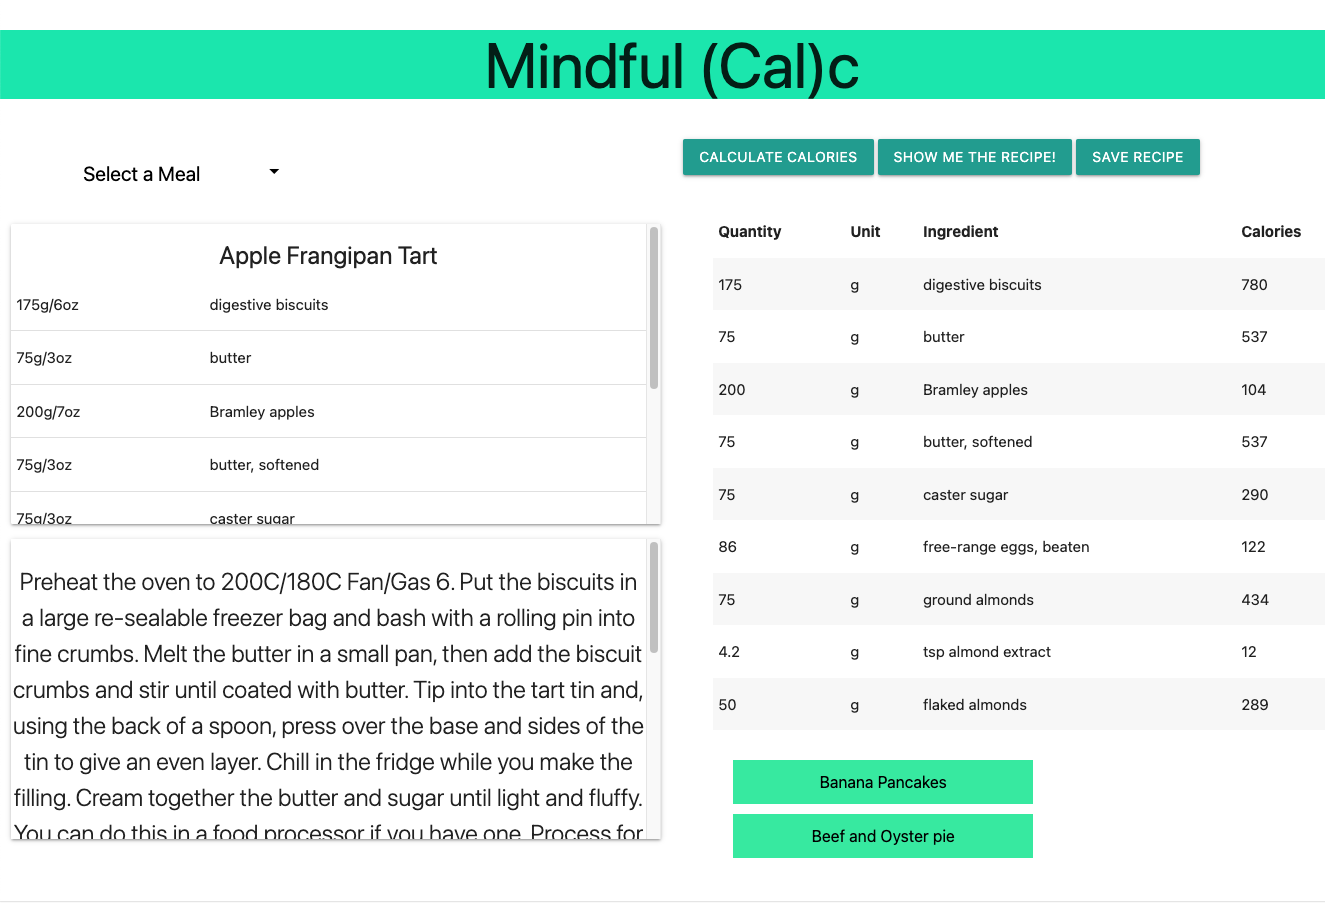 Mindful (Cal)c
Select a Meal
CALCULATE CALORIES SHOW ME THE RECIPE! SAVE RECIPE
Apple Frangipan Tart
175g/6oz digestive biscuits
75g/3oz butter
200g/7oz Bramley apples
75g/3oz butter, softened
75g/3oz caster sugar
Preheat the oven to 200C/180C Fan/Gas 6. Put the biscuits in
a large re-sealable freezer bag and bash with a rolling pin into
fine crumbs. Melt the butter in a small pan, then add the biscuit
crumbs and stir until coated with butter. Tip into the tart tin and,
using the back of a spoon, press over the base and sides of the
tin to give an even layer. Chill in the fridge while you make the
filling. Cream together the butter and sugar until light and fluffy.
You can do this in a food processor if you have one. Process for
Quantity Unit Ingredient Calories
175 g digestive biscuits 780
75 g butter 537
200 g Bramley apples 104
75 g butter, softened 537
75 g caster sugar 290
86 g free-range eggs, beaten 122
75 g ground almonds 434
4.2 g tsp almond extract 12
50 g flaked almonds 289
Banana Pancakes
Beef and Oyster pie